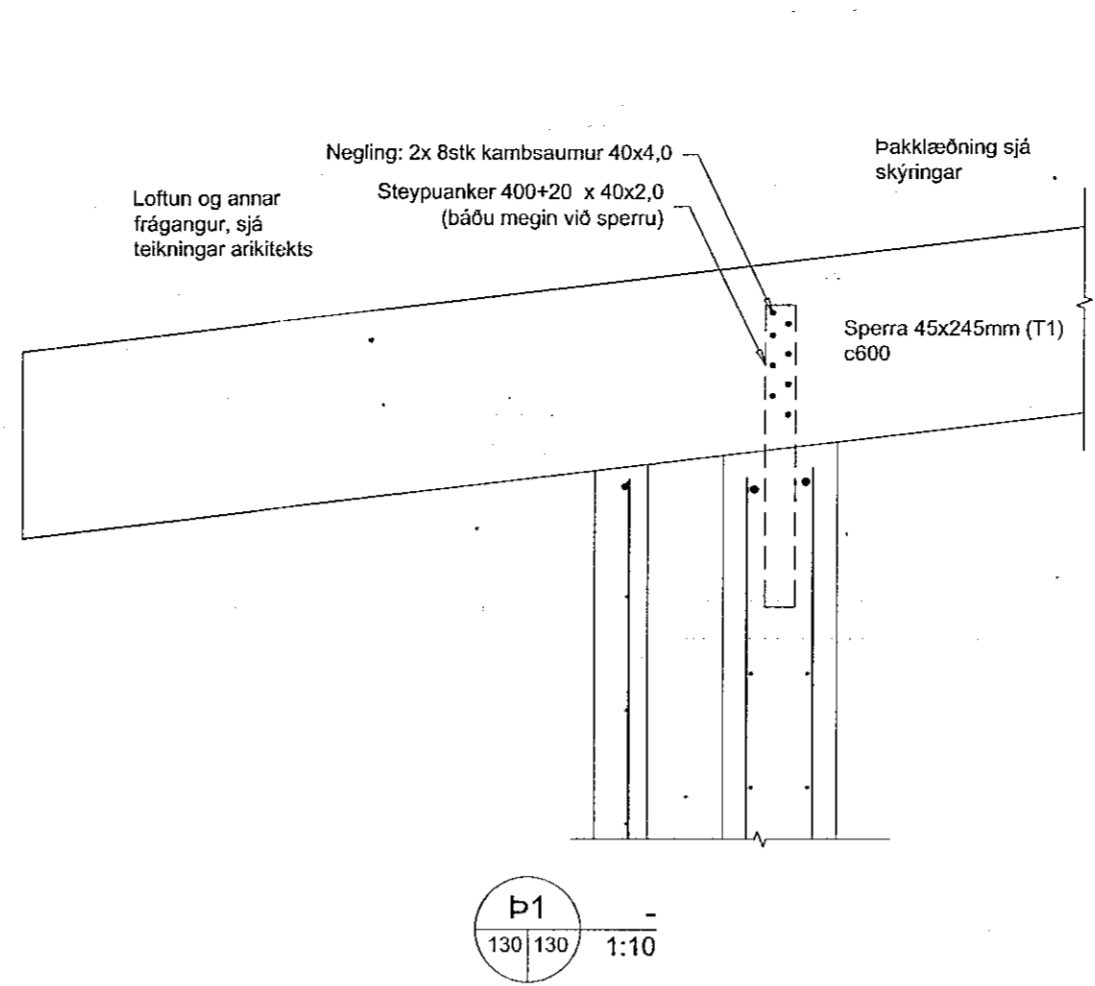 Negling: 2x 8stk kambsaumur 40x4,0
Steypuanker 400+20 x 40x2,0
(báðu megin við sperru)
Þakklæðning sjá
skýringar
Loftun og annar
frágangur, sjá
teikningar arikitekts
Sperra 45x245mm (T1)
c600
Þ1
-
130 130
1:10